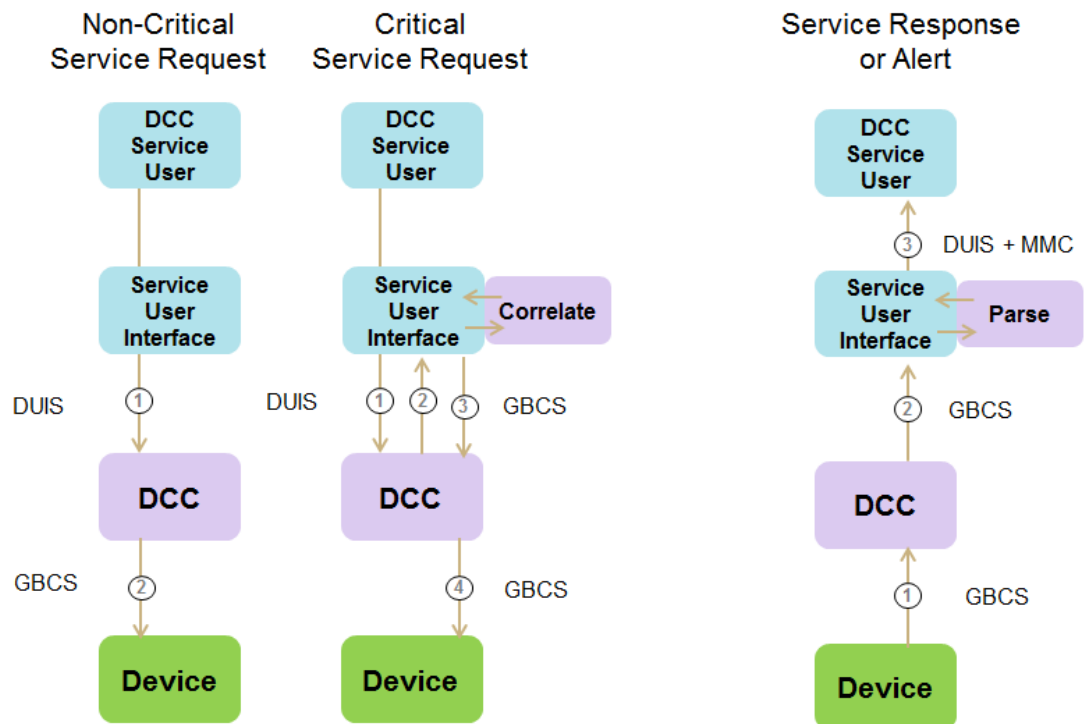 Non-Critical
Service Request
Critical
Service Request
Service Response
or Alert
DCC
Service
User
DCC
Service
User
DCC
Service
User
Service
User
Interface
Service
User
Interface
Correlate
3
DUIS + MMC
Service
User
Interface
Parse
DUIS
1
DUIS
1
2
3
GBCS
2
GBCS
DCC
DCC
DCC
GBCS
2
4
GBCS
1
GBCS
Device
Device
Device